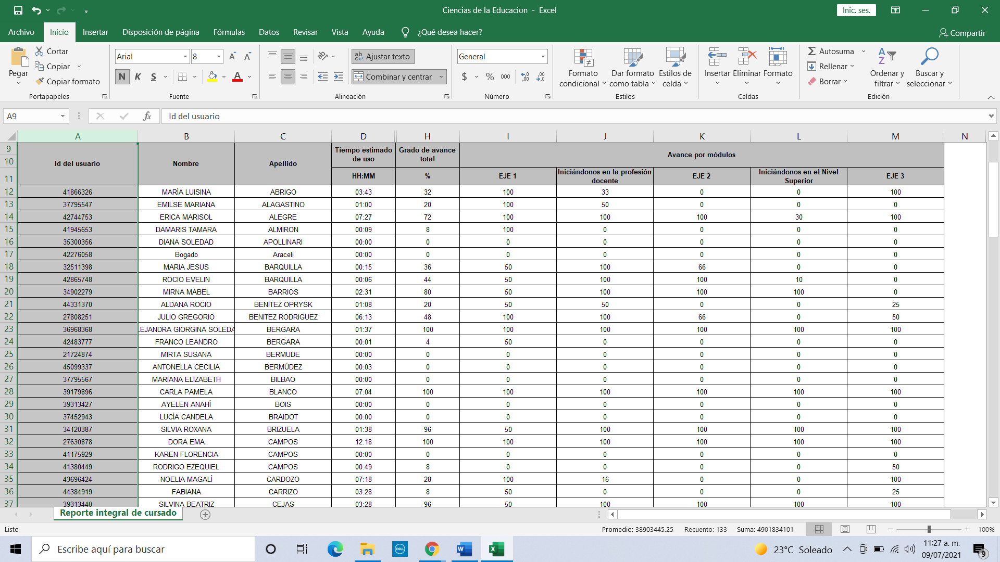 Ciencias de la Educacion - Excel
Inic. ses.
Archivo Inicio Insertar Disposición de página Fórmulas Datos Revisar Vista Ayuda ¿Qué desea hacer? Compartir
Pegar Cortar Copiar Copiar formato
Portapapeles
Arial 8
N K S A
Fuente
Ajustar texto
Combinar y centrar
Alineación
General
$ % 000
Número
Formato condicional Dar formato como tabla Estilos de celda
Estilos
Insertar Eliminar Formato
Celdas
Autosuma Rellenar Borrar
Ordenar y filtrar Buscar y seleccionar
Edición
A9 fx Id del usuario
A B C D H I J K L M N
9 10 11
Id del usuario Nombre Apellido Tiempo estimado de uso Grado de avance total Avance por módulos
HH:MM % EJE 1 Iniciándonos en la profesión docente EJE 2 Iniciándonos en el Nivel Superior EJE 3
12 41866326 MARÍA LUISINA ABRIGO 03:43 32 100 33 0 0 100
13 37795547 EMILSE MARIANA ALAGASTINO 01:00 20 100 50 0 0 0
14 42744753 ERICA MARISOL ALEGRE 07:27 72 100 100 100 30 100
15 41945653 DAMARIS TAMARA ALMIRON 00:09 8 100 0 0 0 0
16 35300356 DIANA SOLEDAD APOLLINARI 00:00 0 0 0 0 0 0
17 42276058 Bogado Araceli 00:00 0 0 0 0 0 0
18 32511398 MARIA JESUS BARQUILLA 00:15 36 50 100 66 0 0
19 42865748 ROCIO EVELIN BARQUILLA 00:06 44 50 100 100 10 0
20 34902279 MIRNA MABEL BARRIOS 02:31 80 50 100 100 100 0
21 44331370 ALDANA ROCIO BENITEZ OPRYSK 01:08 20 50 50 0 0 25
22 27808251 JULIO GREGORIO BENITEZ RODRIGUEZ 06:13 48 100 100 66 0 50
23 36968368 LEJANDRA GIORGINA SOLEDA BERGARA 01:37 100 100 100 100 100 100
24 42483777 FRANCO LEANDRO BERGARA 00:01 4 50 0 0 0 0
25 21724874 MIRTA SUSANA BERMUDE 00:00 0 0 0 0 0 0
26 45099337 ANTONELLA CECILIA BERMÚDEZ 00:03 0 0 0 0 0 0
27 37795567 MARIANA ELIZABETH BILBAO 00:00 0 0 0 0 0 0
28 39179896 CARLA PAMELA BLANCO 07:04 100 100 100 100 100 100
29 39313427 AYELEN ANAHÍ BOIS 00:00 0 0 0 0 0 0
30 37452943 LUCÍA CANDELA BRAIDOT 00:00 0 0 0 0 0 0
31 34120387 SILVIA ROXANA BRIZUELA 01:38 96 50 100 100 100 100
32 27630878 DORA EMA CAMPOS 12:18 100 100 100 100 100 100
33 41175929 KAREN FLORENCIA CAMPOS 00:00 0 0 0 0 0 0
34 41380449 RODRIGO EZEQUIEL CAMPOS 00:49 8 0 0 0 0 50
35 43696424 NOELIA MAGALÍ CARDOZO 07:18 28 100 16 0 0 100
36 44384919 FABIANA CARRIZO 03:28 8 50 0 0 0 25
37 39313440 SILVINA BEATRIZ CEJAS 03:28 96 50 100 100 100 100
Reporte integral de cursado
Listo Promedio: 38903445.25 Recuento: 133 Suma: 4901834101 100%
Escribe aquí para buscar
DELL
23°C Soleado
11:27 a. m.
09/07/2021
9